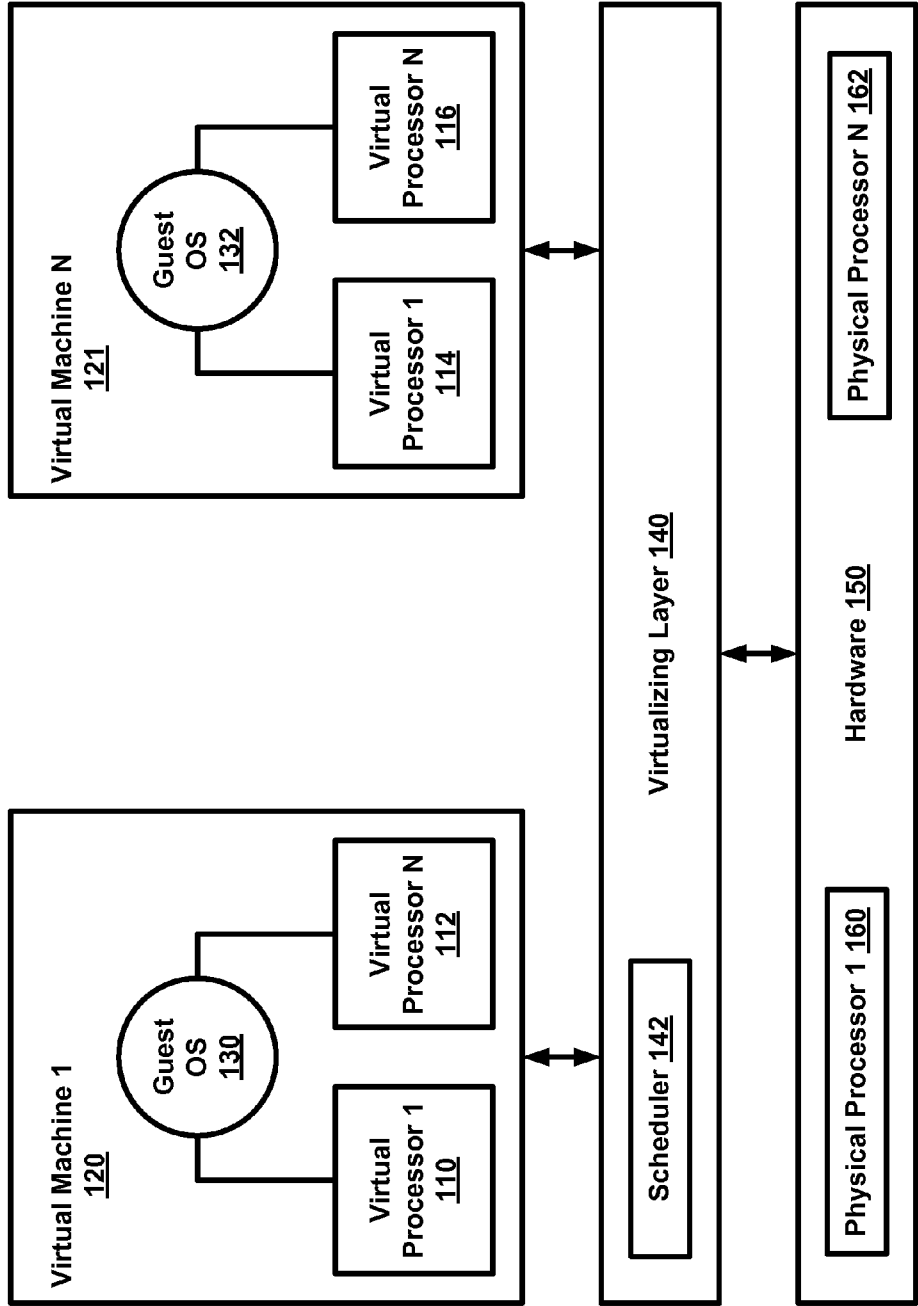 Virtual Machine 1
120
Guest
OS
130
Virtual
Processor 1
110
Virtual
Processor N
112
Virtual Machine N
121
Guest
OS
132
Virtual
Processor 1
114
Virtual
Processor N
116
Scheduler 142
Virtualizing Layer 140
Physical Processor 1 160
Hardware 150
Physical Processor N 162